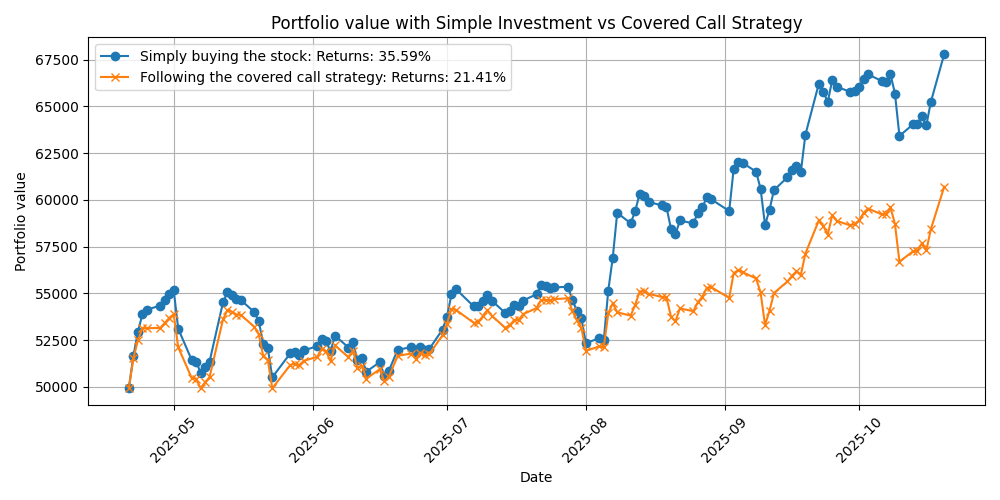 Portfolio value with Simple Investment vs Covered Call Strategy
Simply buying the stock: Returns: 35.59%
Following the covered call strategy: Returns: 21.41%
Portfolio value
67500
65000
62500
60000
57500
55000
52500
50000
2025-05
2025-06
2025-07
2025-08
2025-09
2025-10
Date